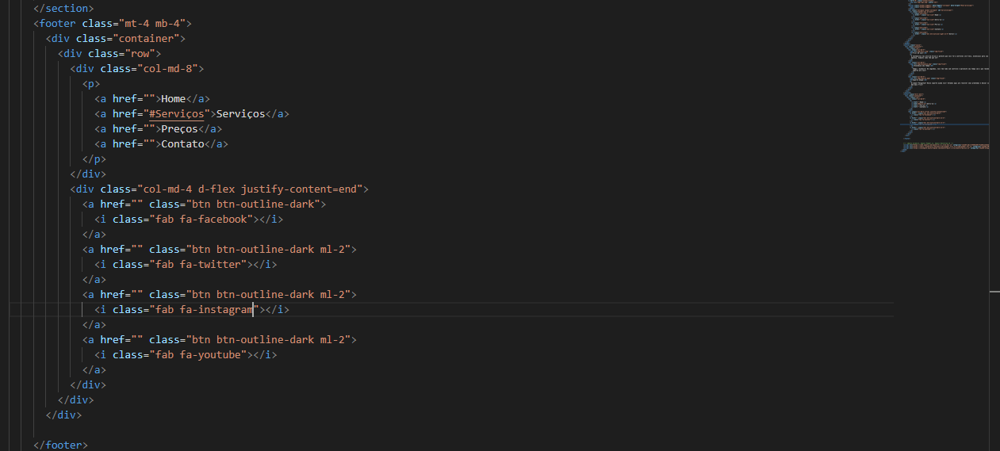 </section>
<footer class="mt-4 mb-4">
<div class="container">
<div class="row">
<div class="col-md-8">
<p>
<a href="">Home</a>
<a href="#Serviços">Serviços</a>
<a href="">Preços</a>
<a href="">Contato</a>
</p>
</div>
<div class="col-md-4 d-flex justify-content=end">
<a href="" class="btn btn-outline-dark">
<i class="fab fa-facebook"></i>
</a>
<a href="" class="btn btn-outline-dark ml-2">
<i class="fab fa-twitter"></i>
</a>
<a href="" class="btn btn-outline-dark ml-2">
<i class="fab fa-instagram"></i>
</a>
<a href="" class="btn btn-outline-dark ml-2">
<i class="fab fa-youtube"></i>
</a>
</div>
</div>
</div>
</footer>